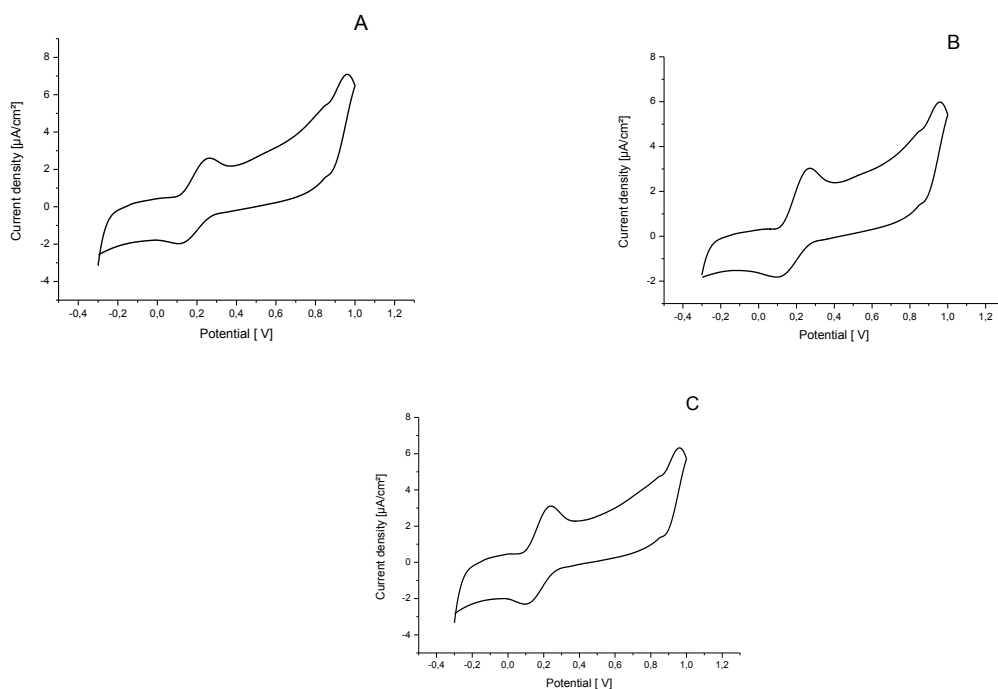 A
8
6
4
2
0
-2
-4
Current density [µA/cm²]
-0,4 -0,2 0,0 0,2 0,4 0,6 0,8 1,0 1,2
Potential [ V]
B
8
6
4
2
0
-2
Current density [µA/cm²]
-0,4 -0,2 0,0 0,2 0,4 0,6 0,8 1,0 1,2
Potential [ V]
C
8
6
4
2
0
-2
-4
Current density [µA/cm²]
-0,4 -0,2 0,0 0,2 0,4 0,6 0,8 1,0 1,2
Potential [ V]